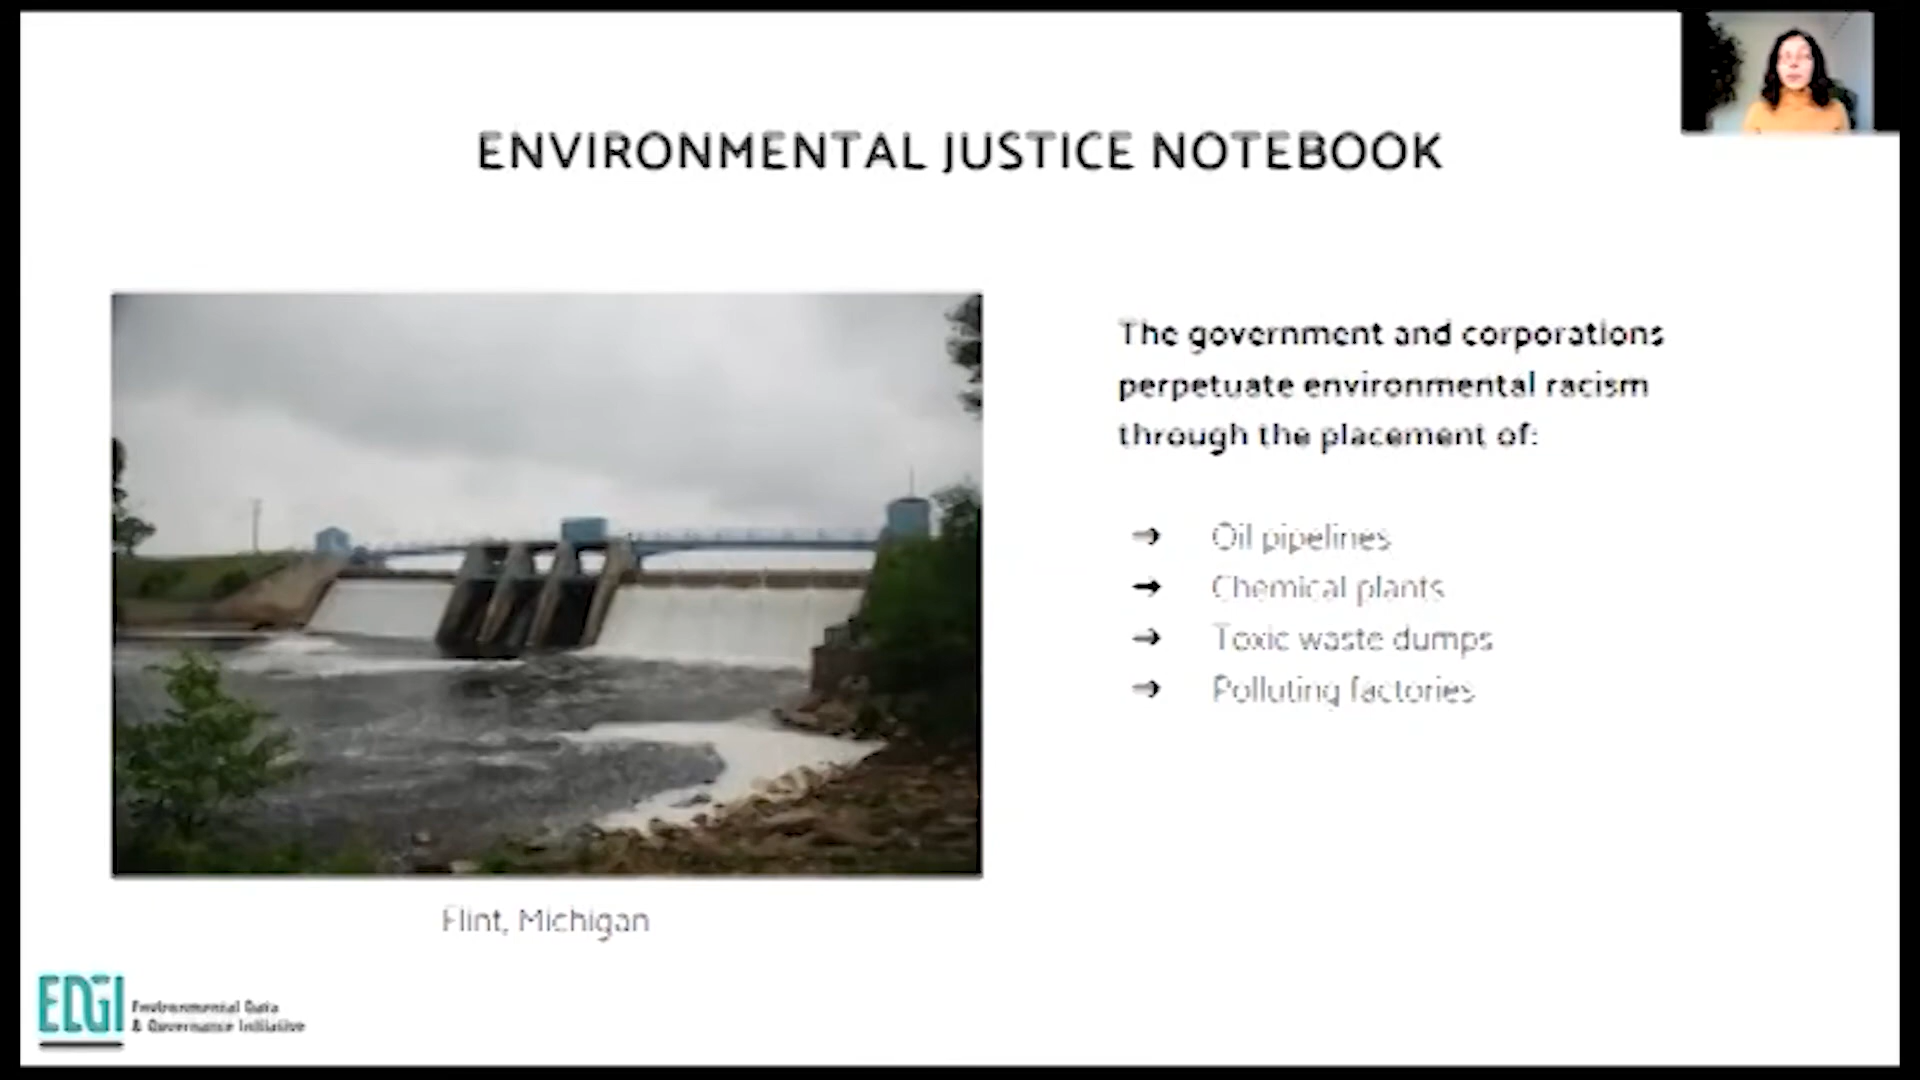 ENVIRONMENTAL JUSTICE NOTEBOOK
The government and corporations
perpetuate environmental racism
through the placement of:
➔ Oil pipelines
➔ Chemical plants
➔ Toxic waste dumps
➔ Polluting factories
Flint, Michigan
EDGI
Environmental Data
& Governance Initiative